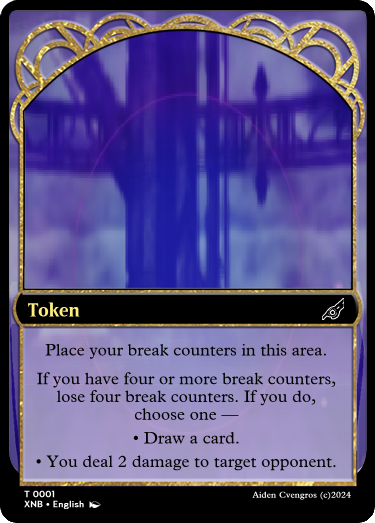 Token
Place your break counters in this area.
If you have four or more break counters,
lose four break counters. If you do,
choose one —
• Draw a card.
• You deal 2 damage to target opponent.
T 0001
XNB • English
Aiden Cvengros (c)2024